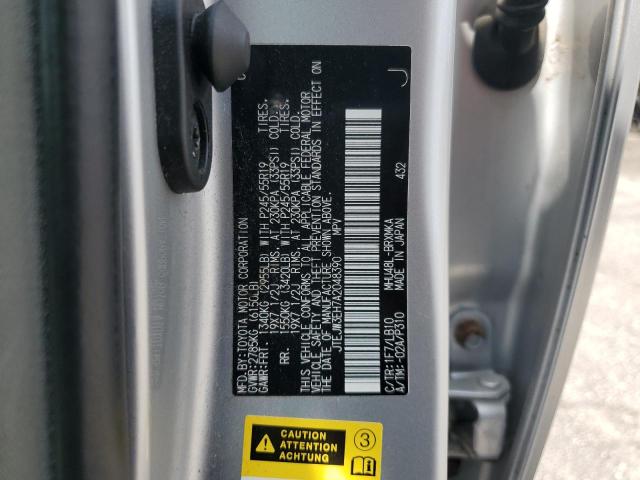 MFD.BY:TOYOTA MOTOR CORPORATION
GVWR:2785KG (6150LB)
GAWR:FRT. 1340KG (2955LB) WITH P245/55R19 TIRES,
19X7 1/2J RIMS, AT 230KPA (33PSI) COLD.
RR. 1550KG (3420LB) WITH P245/55R19 TIRES,
19X7 1/2J RIMS, AT 230KPA (33PSI) COLD.
THIS VEHICLE CONFORMS TO ALL APPLICABLE FEDERAL MOTOR
VEHICLE SAFETY AND THEFT PREVENTION STANDARDS IN EFFECT ON
THE DATE OF MANUFACTURE SHOWN ABOVE.
JTEJW3EH7A2048390 MPV
C/TR:1F7/LB10 MHU48L-BRXMKA 432
A/TM:-02A/P310 MADE IN JAPAN
J
CAUTION
ATTENTION
ACHTUNG
3